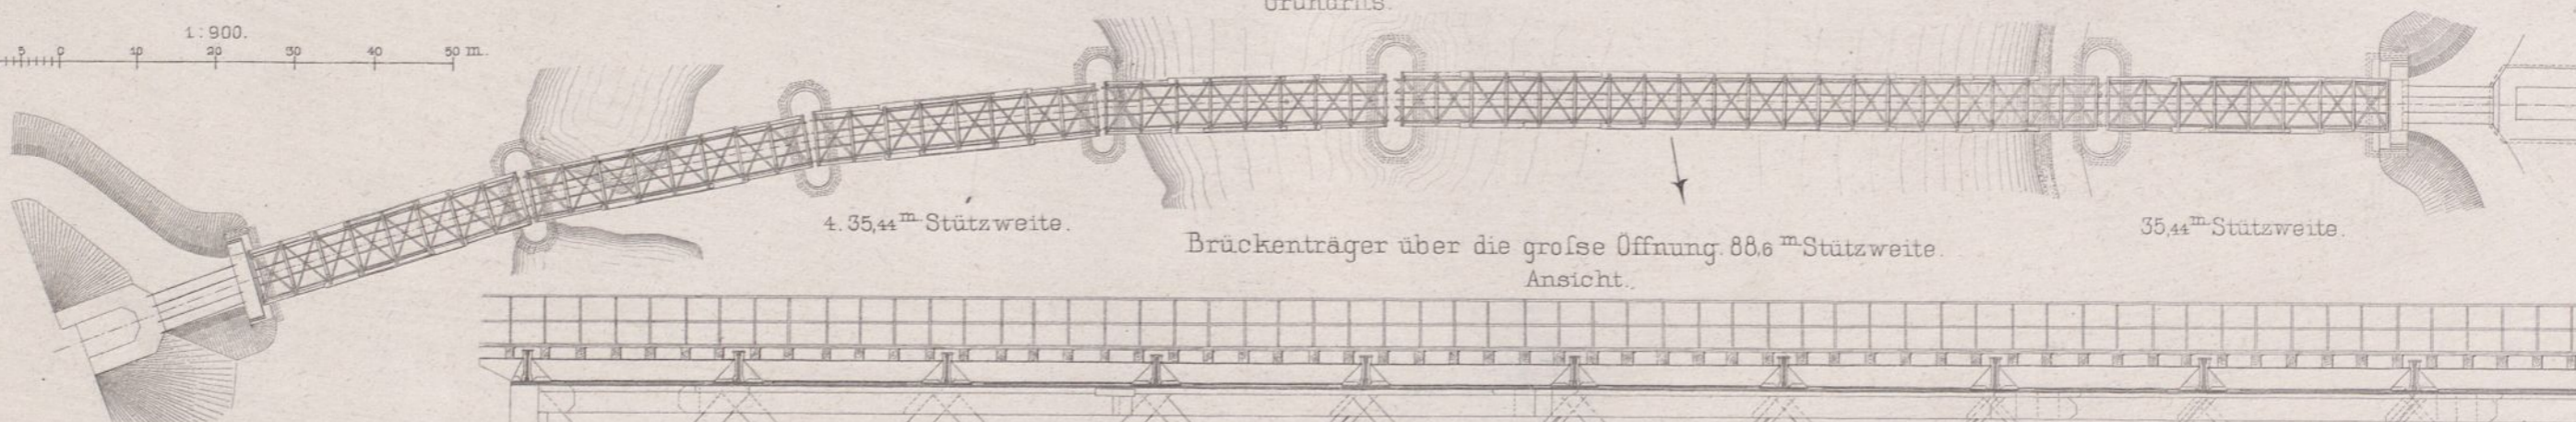 Grundriſs.
1:900.
5 0 10 20 30 40 50 m.
4. 35,44 m Stützweite.
35,44 m Stützweite.
Brückenträger über die groſse Öffnung. 88,6 m Stützweite.
Ansicht.